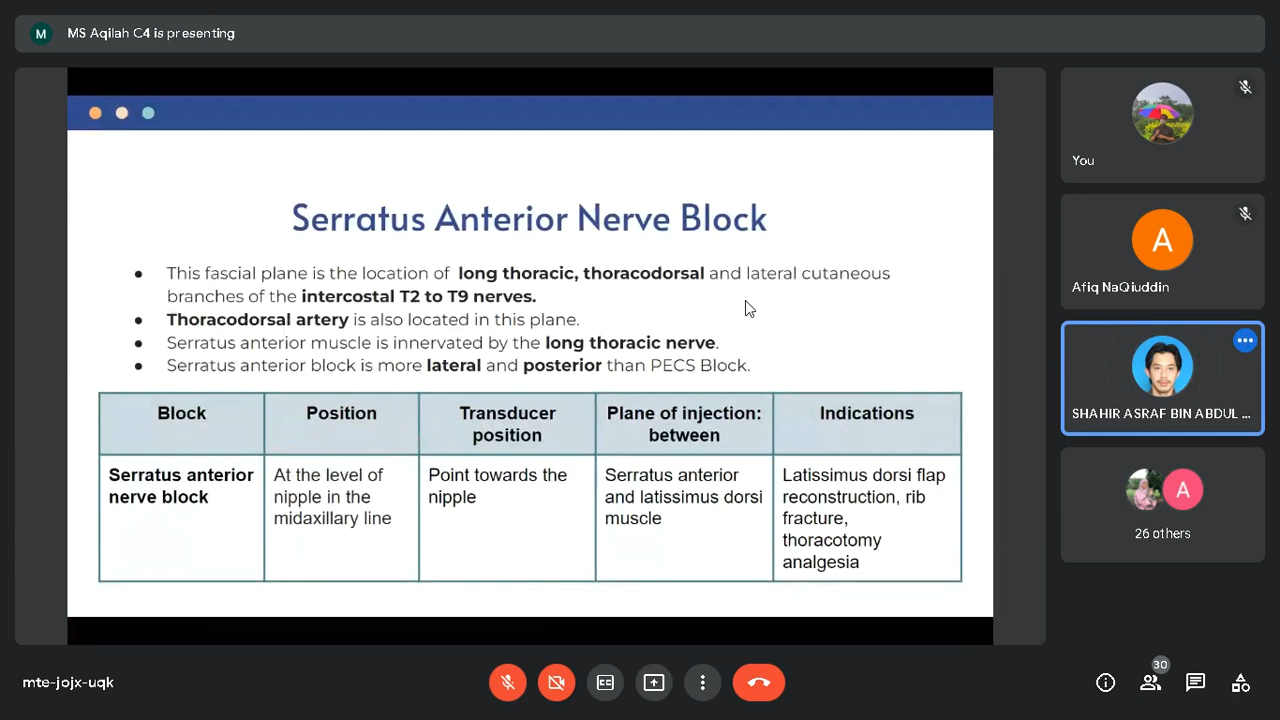 M MS Aqilah C4 is presenting
Serratus Anterior Nerve Block
● This fascial plane is the location of long thoracic, thoracodorsal and lateral cutaneous
branches of the intercostal T2 to T9 nerves.
● Thoracodorsal artery is also located in this plane.
● Serratus anterior muscle is innervated by the long thoracic nerve.
● Serratus anterior block is more lateral and posterior than PECS Block.
Block
Position
Transducer
position
Plane of injection:
between
Indications
Serratus anterior
nerve block
At the level of
nipple in the
midaxillary line
Point towards the
nipple
Serratus anterior
and latissimus dorsi
muscle
Latissimus dorsi flap
reconstruction, rib
fracture,
thoracotomy
analgesia
You
A
Afiq NaQiuddin
SHAHIR ASRAF BIN ABDUL ...
A
26 others
mte-jojx-uqk
CC
30